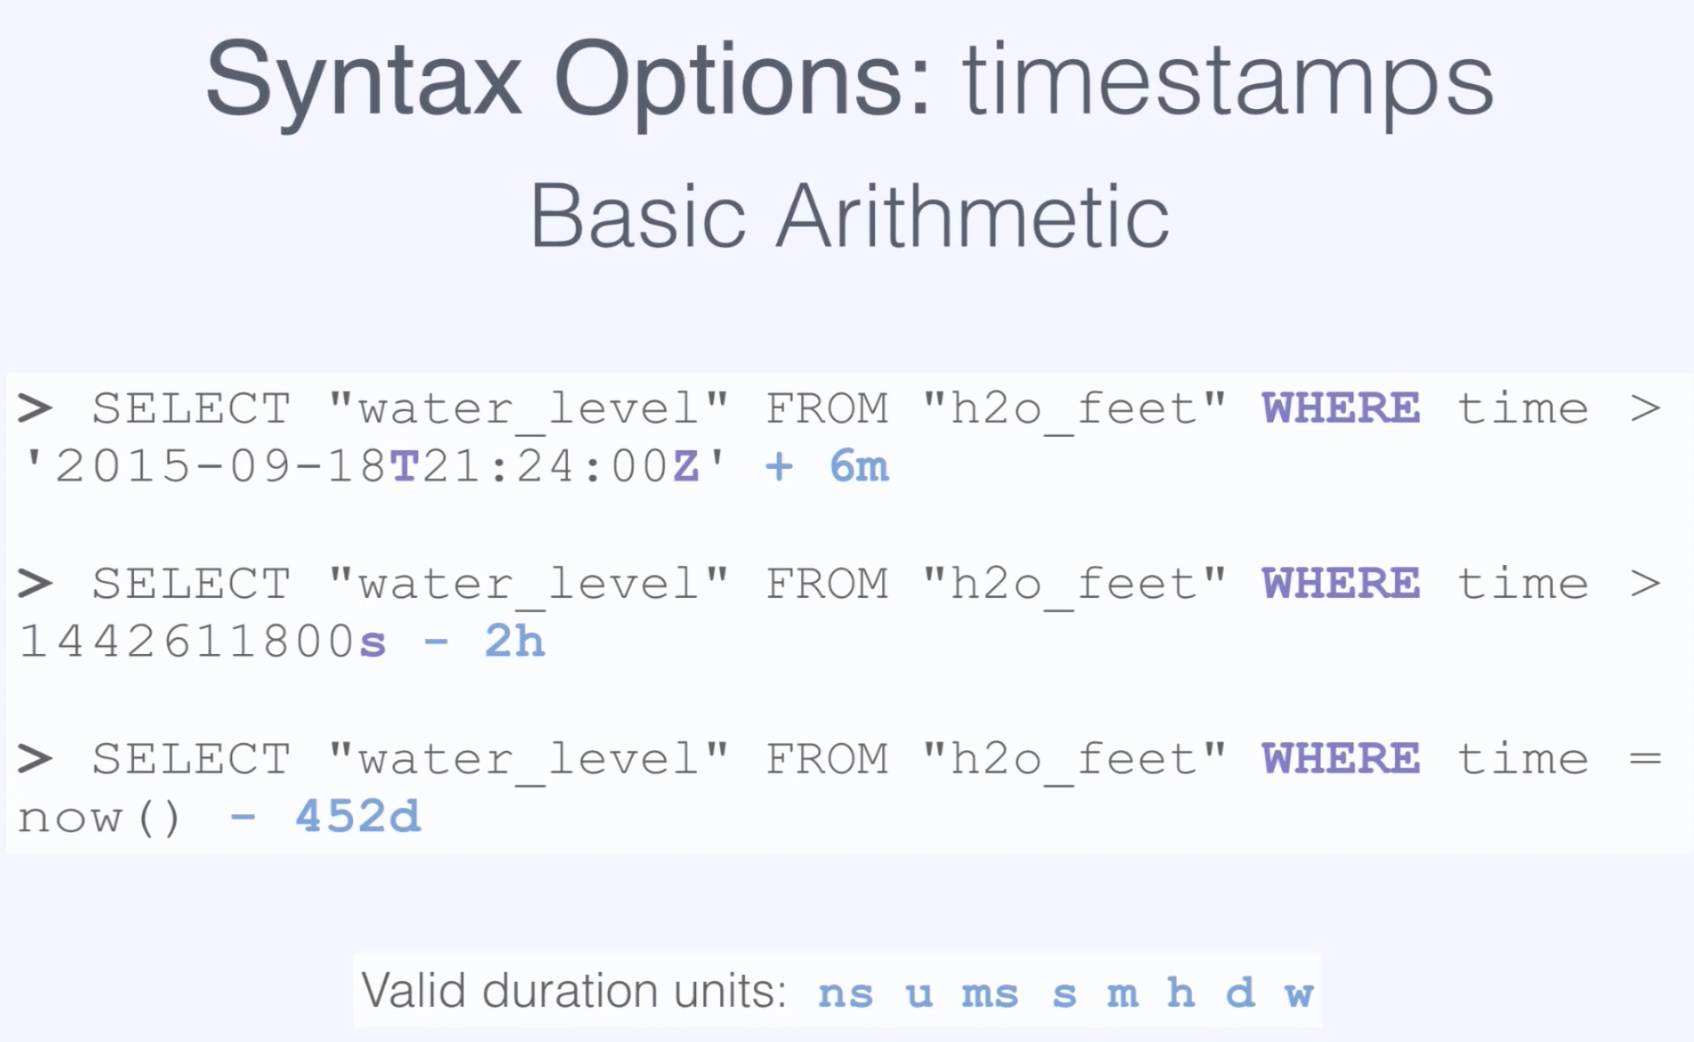 Syntax Options: timestamps
Basic Arithmetic
> SELECT "water_level" FROM "h2o_feet" WHERE time >
'2015-09-18T21:24:00Z' + 6m
> SELECT "water_level" FROM "h2o_feet" WHERE time >
1442611800s - 2h
> SELECT "water_level" FROM "h2o_feet" WHERE time =
now() - 452d
Valid duration units: ns u ms s m h d w